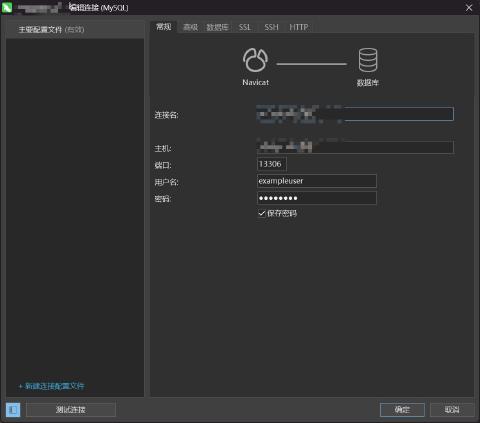 编辑连接 (MySQL)
主要配置文件 (有效)
常规 高级 数据库 SSL SSH HTTP
Navicat 数据库
连接名:
主机:
端口: 13306
用户名: exampleuser
密码: ●●●●●●●●
保存密码
+ 新建连接配置文件
测试连接 确定 取消